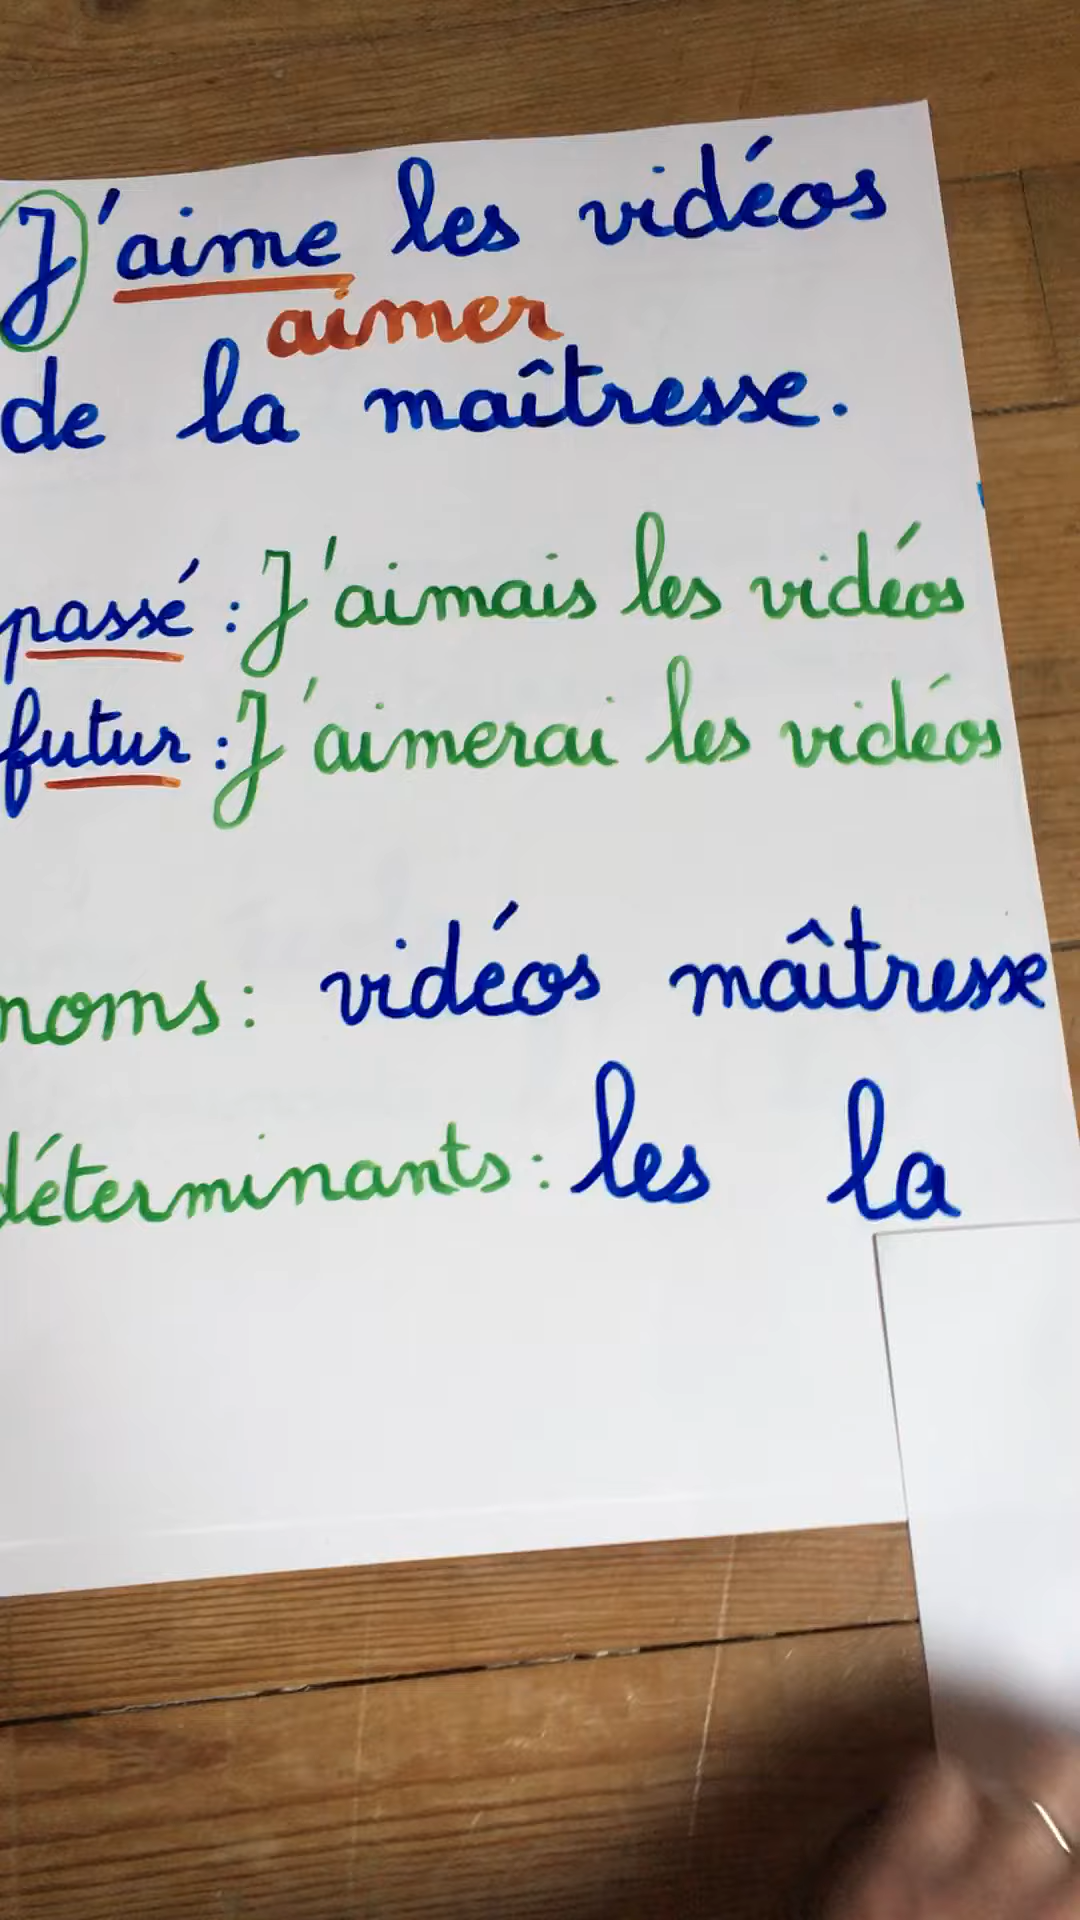 J'aime les vidéos
aimer
de la maîtresse.
passé : J'aimais les vidéos
futur : J'aimerai les vidéos
noms : vidéos maîtresse
déterminants : les la